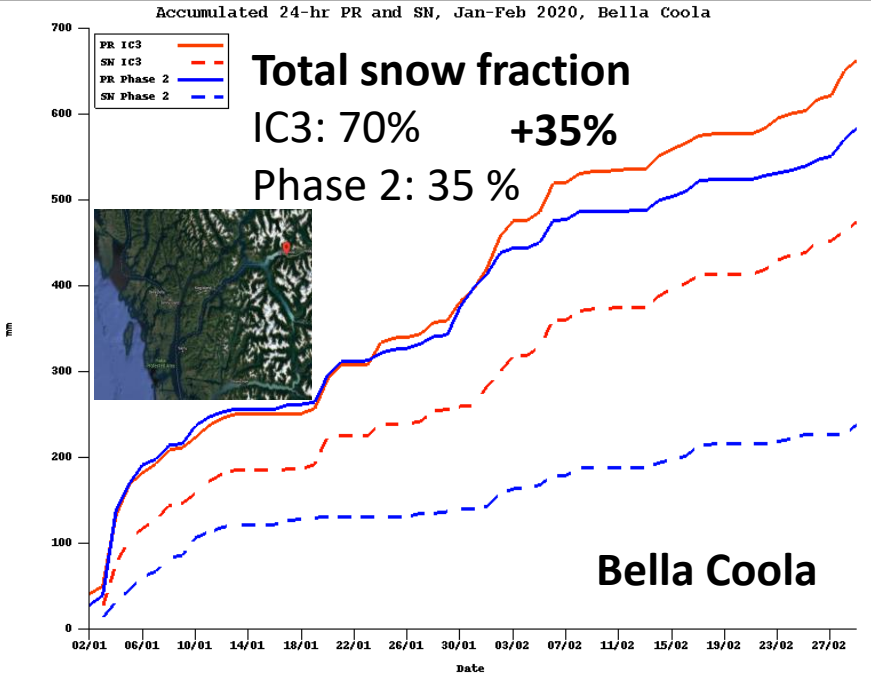 Accumulated 24-hr PR and SN, Jan-Feb 2020, Bella Coola
700
600
500
400
300
200
100
0
mm
PR IC3
SN IC3
PR Phase 2
SN Phase 2
Total snow fraction
IC3: 70% +35%
Phase 2: 35 %
Bella Coola
02/01 06/01 10/01 14/01 18/01 22/01 26/01 30/01 03/02 07/02 11/02 15/02 19/02 23/02 27/02
Date